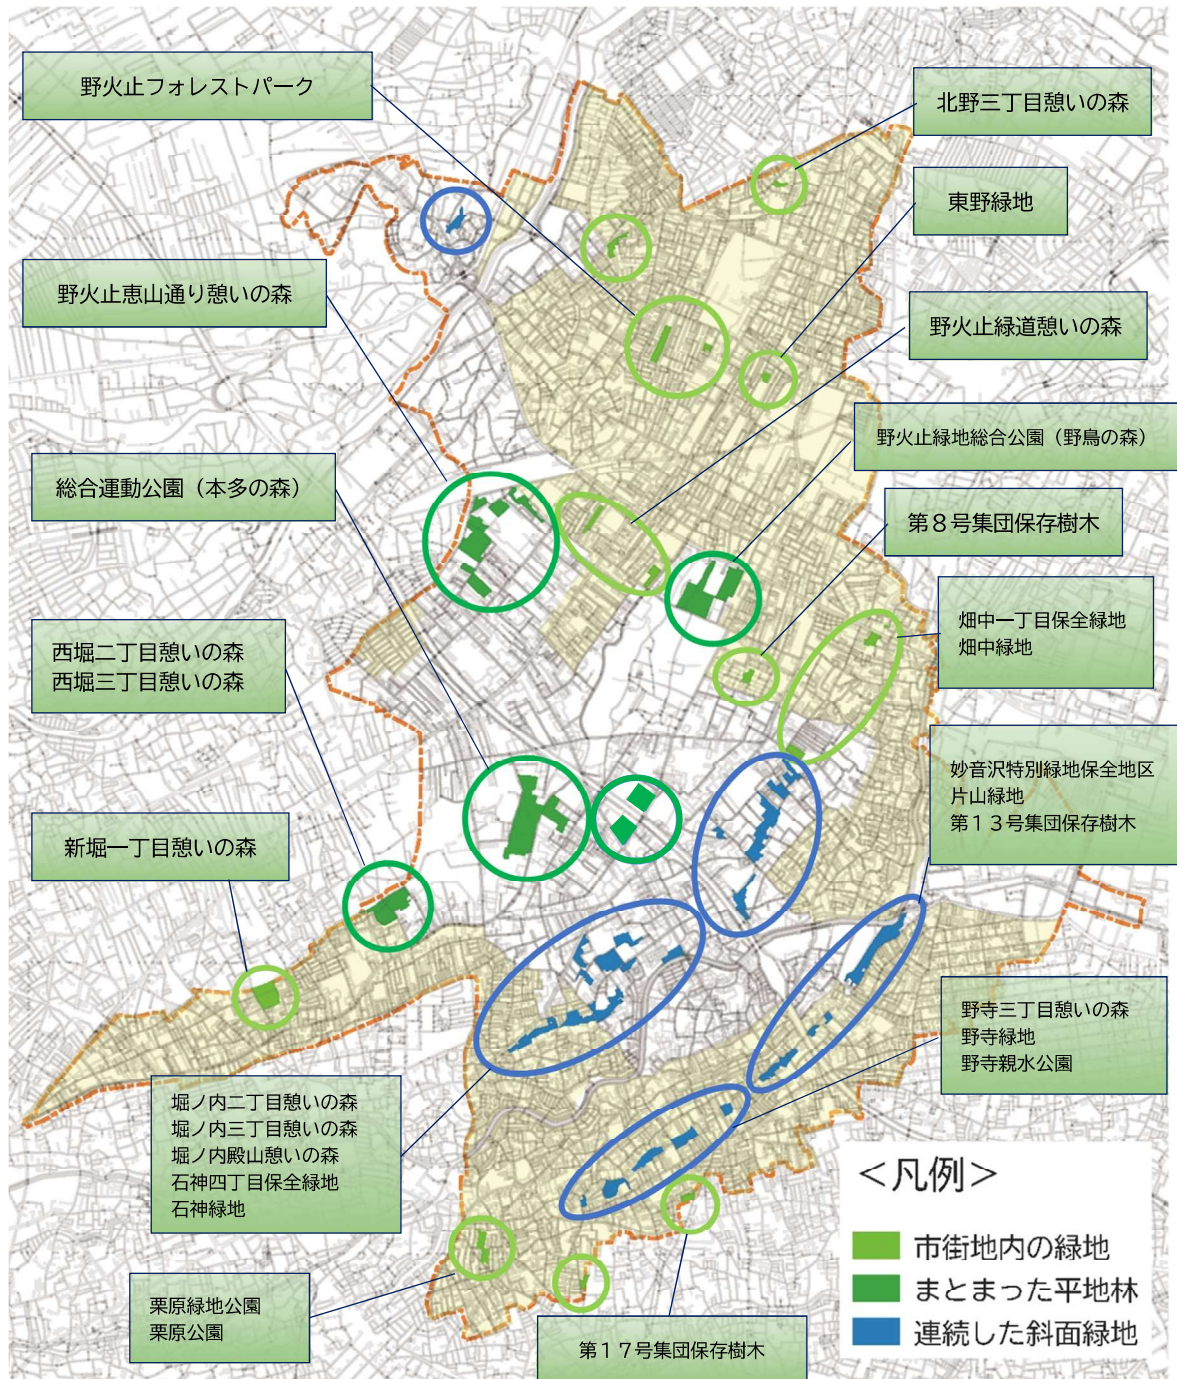 野火止フォレストパーク
北野三丁目憩いの森
東野緑地
野火止恵山通り憩いの森
野火止緑道憩いの森
野火止緑地総合公園（野鳥の森）
総合運動公園（本多の森）
第８号集団保存樹木
畑中一丁目保全緑地
畑中緑地
西堀二丁目憩いの森
西堀三丁目憩いの森
妙音沢特別緑地保全地区
片山緑地
第１３号集団保存樹木
新堀一丁目憩いの森
野寺三丁目憩いの森
野寺緑地
野寺親水公園
堀ノ内二丁目憩いの森
堀ノ内三丁目憩いの森
堀ノ内殿山憩いの森
石神四丁目保全緑地
石神緑地
栗原緑地公園
栗原公園
第１７号集団保存樹木
＜凡例＞
市街地内の緑地
まとまった平地林
連続した斜面緑地